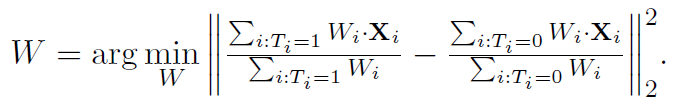 $$W = \arg\min_{W} \left\| \frac{\sum_{i:T_i=1} W_i \cdot \mathbf{X}_i}{\sum_{i:T_i=1} W_i} - \frac{\sum_{i:T_i=0} W_i \cdot \mathbf{X}_i}{\sum_{i:T_i=0} W_i} \right\|_2^2.$$